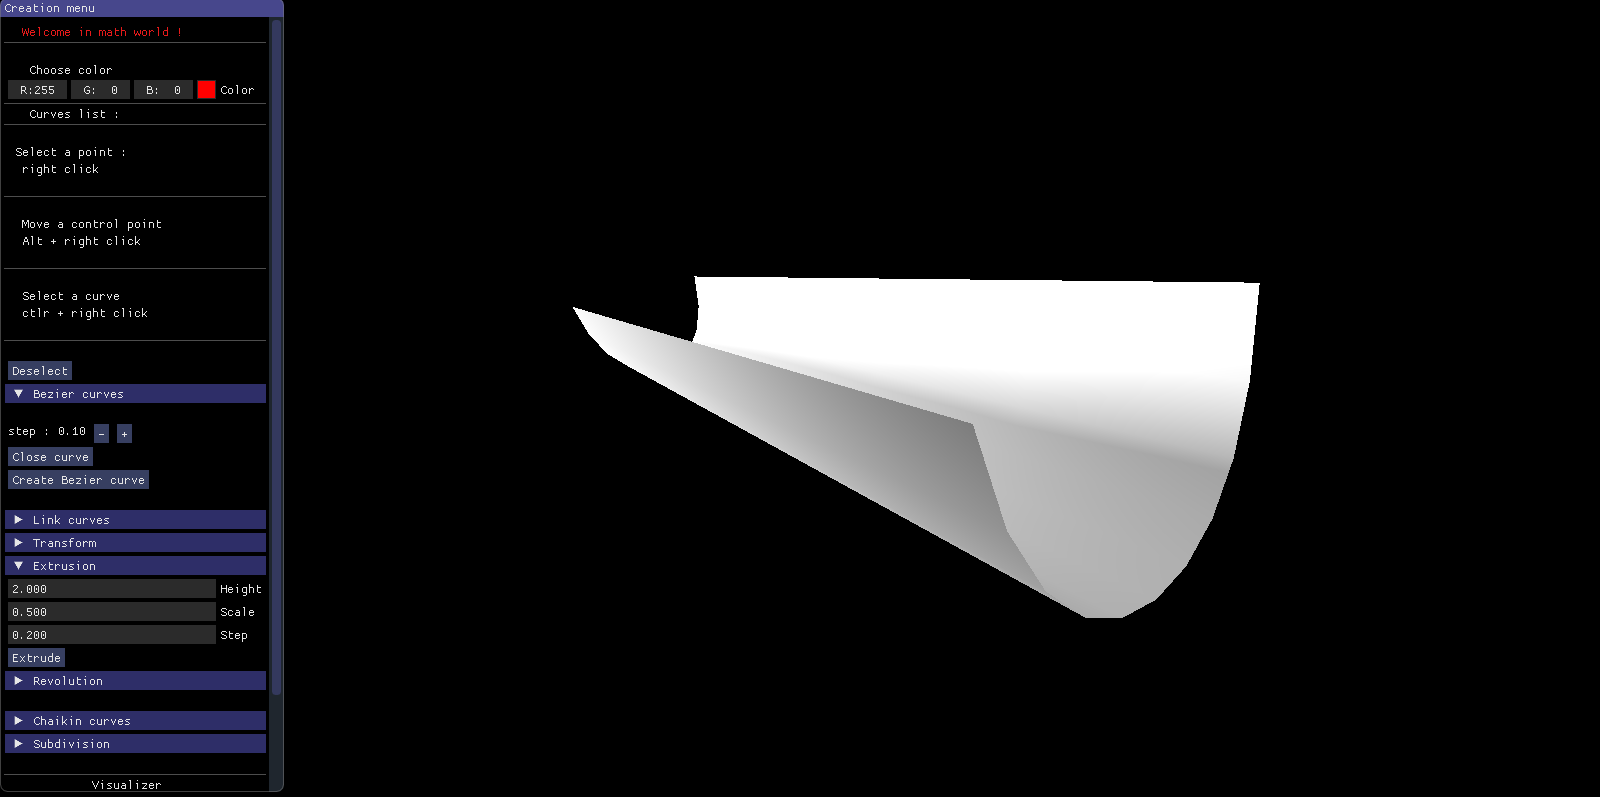 Creation menu
Welcome in math world !
Choose color
R:255 G: 0 B: 0 Color
Curves list :
Select a point :
right click
Move a control point
Alt + right click
Select a curve
ctlr + right click
Deselect
Bezier curves
step : 0.10 - +
Close curve
Create Bezier curve
Link curves
Transform
Extrusion
2.000 Height
0.500 Scale
0.200 Step
Extrude
Revolution
Chaikin curves
Subdivision
Visualizer